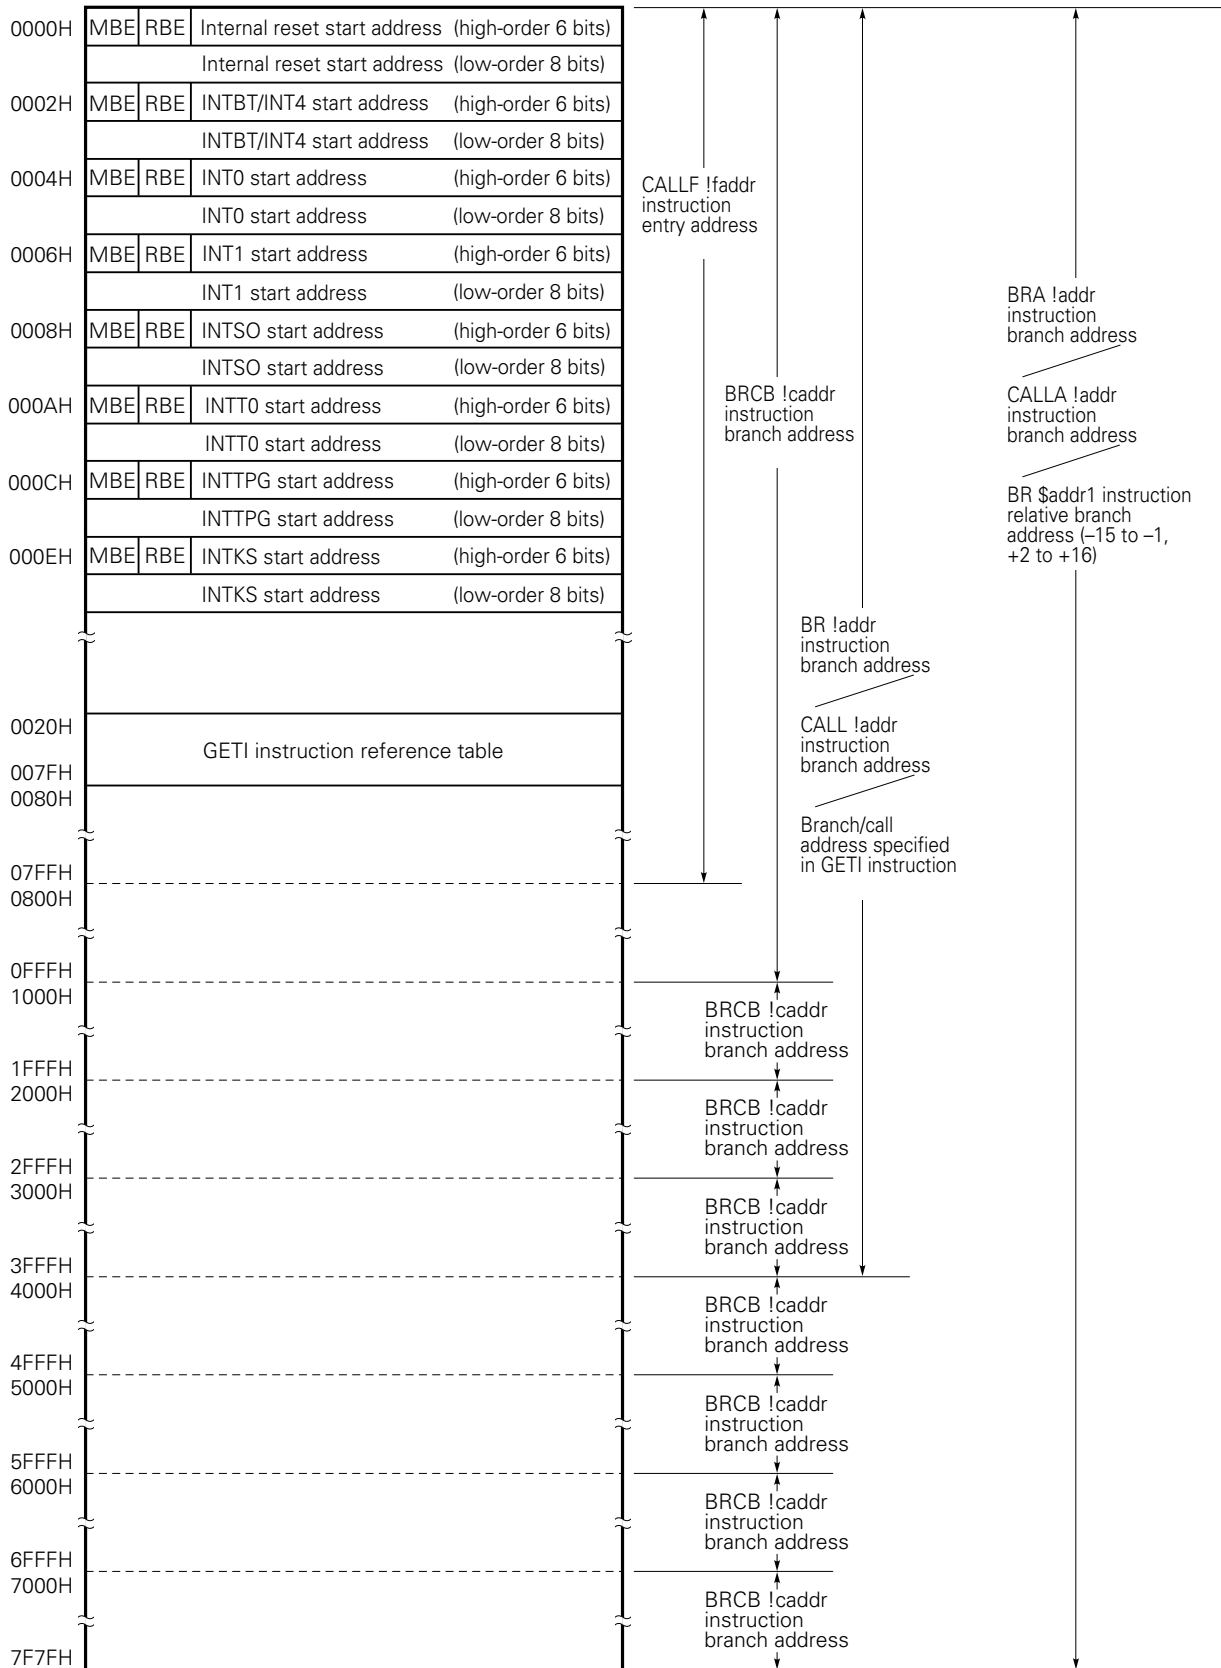 0000H MBE RBE Internal reset start address (high-order 6 bits)
Internal reset start address (low-order 8 bits)
0002H MBE RBE INTBT/INT4 start address (high-order 6 bits)
INTBT/INT4 start address (low-order 8 bits)
0004H MBE RBE INT0 start address (high-order 6 bits)
INT0 start address (low-order 8 bits)
0006H MBE RBE INT1 start address (high-order 6 bits)
INT1 start address (low-order 8 bits)
0008H MBE RBE INTSO start address (high-order 6 bits)
INTSO start address (low-order 8 bits)
000AH MBE RBE INTT0 start address (high-order 6 bits)
INTT0 start address (low-order 8 bits)
000CH MBE RBE INTTPG start address (high-order 6 bits)
INTTPG start address (low-order 8 bits)
000EH MBE RBE INTKS start address (high-order 6 bits)
INTKS start address (low-order 8 bits)
0020H
GETI instruction reference table
007FH
0080H
07FFH
0800H
0FFFH
1000H
1FFFH
2000H
2FFFH
3000H
3FFFH
4000H
4FFFH
5000H
5FFFH
6000H
6FFFH
7000H
7F7FH
CALLF !faddr
instruction
entry address
BRCB !caddr
instruction
branch address
BRCB !caddr
instruction
branch address
BRCB !caddr
instruction
branch address
BRCB !caddr
instruction
branch address
BRCB !caddr
instruction
branch address
BRCB !caddr
instruction
branch address
BRCB !caddr
instruction
branch address
BRCB !caddr
instruction
branch address
BR !addr
instruction
branch address
CALL !addr
instruction
branch address
Branch/call
address specified
in GETI instruction
BRA !addr
instruction
branch address
CALLA !addr
instruction
branch address
BR $addr1 instruction
relative branch
address (–15 to –1,
+2 to +16)